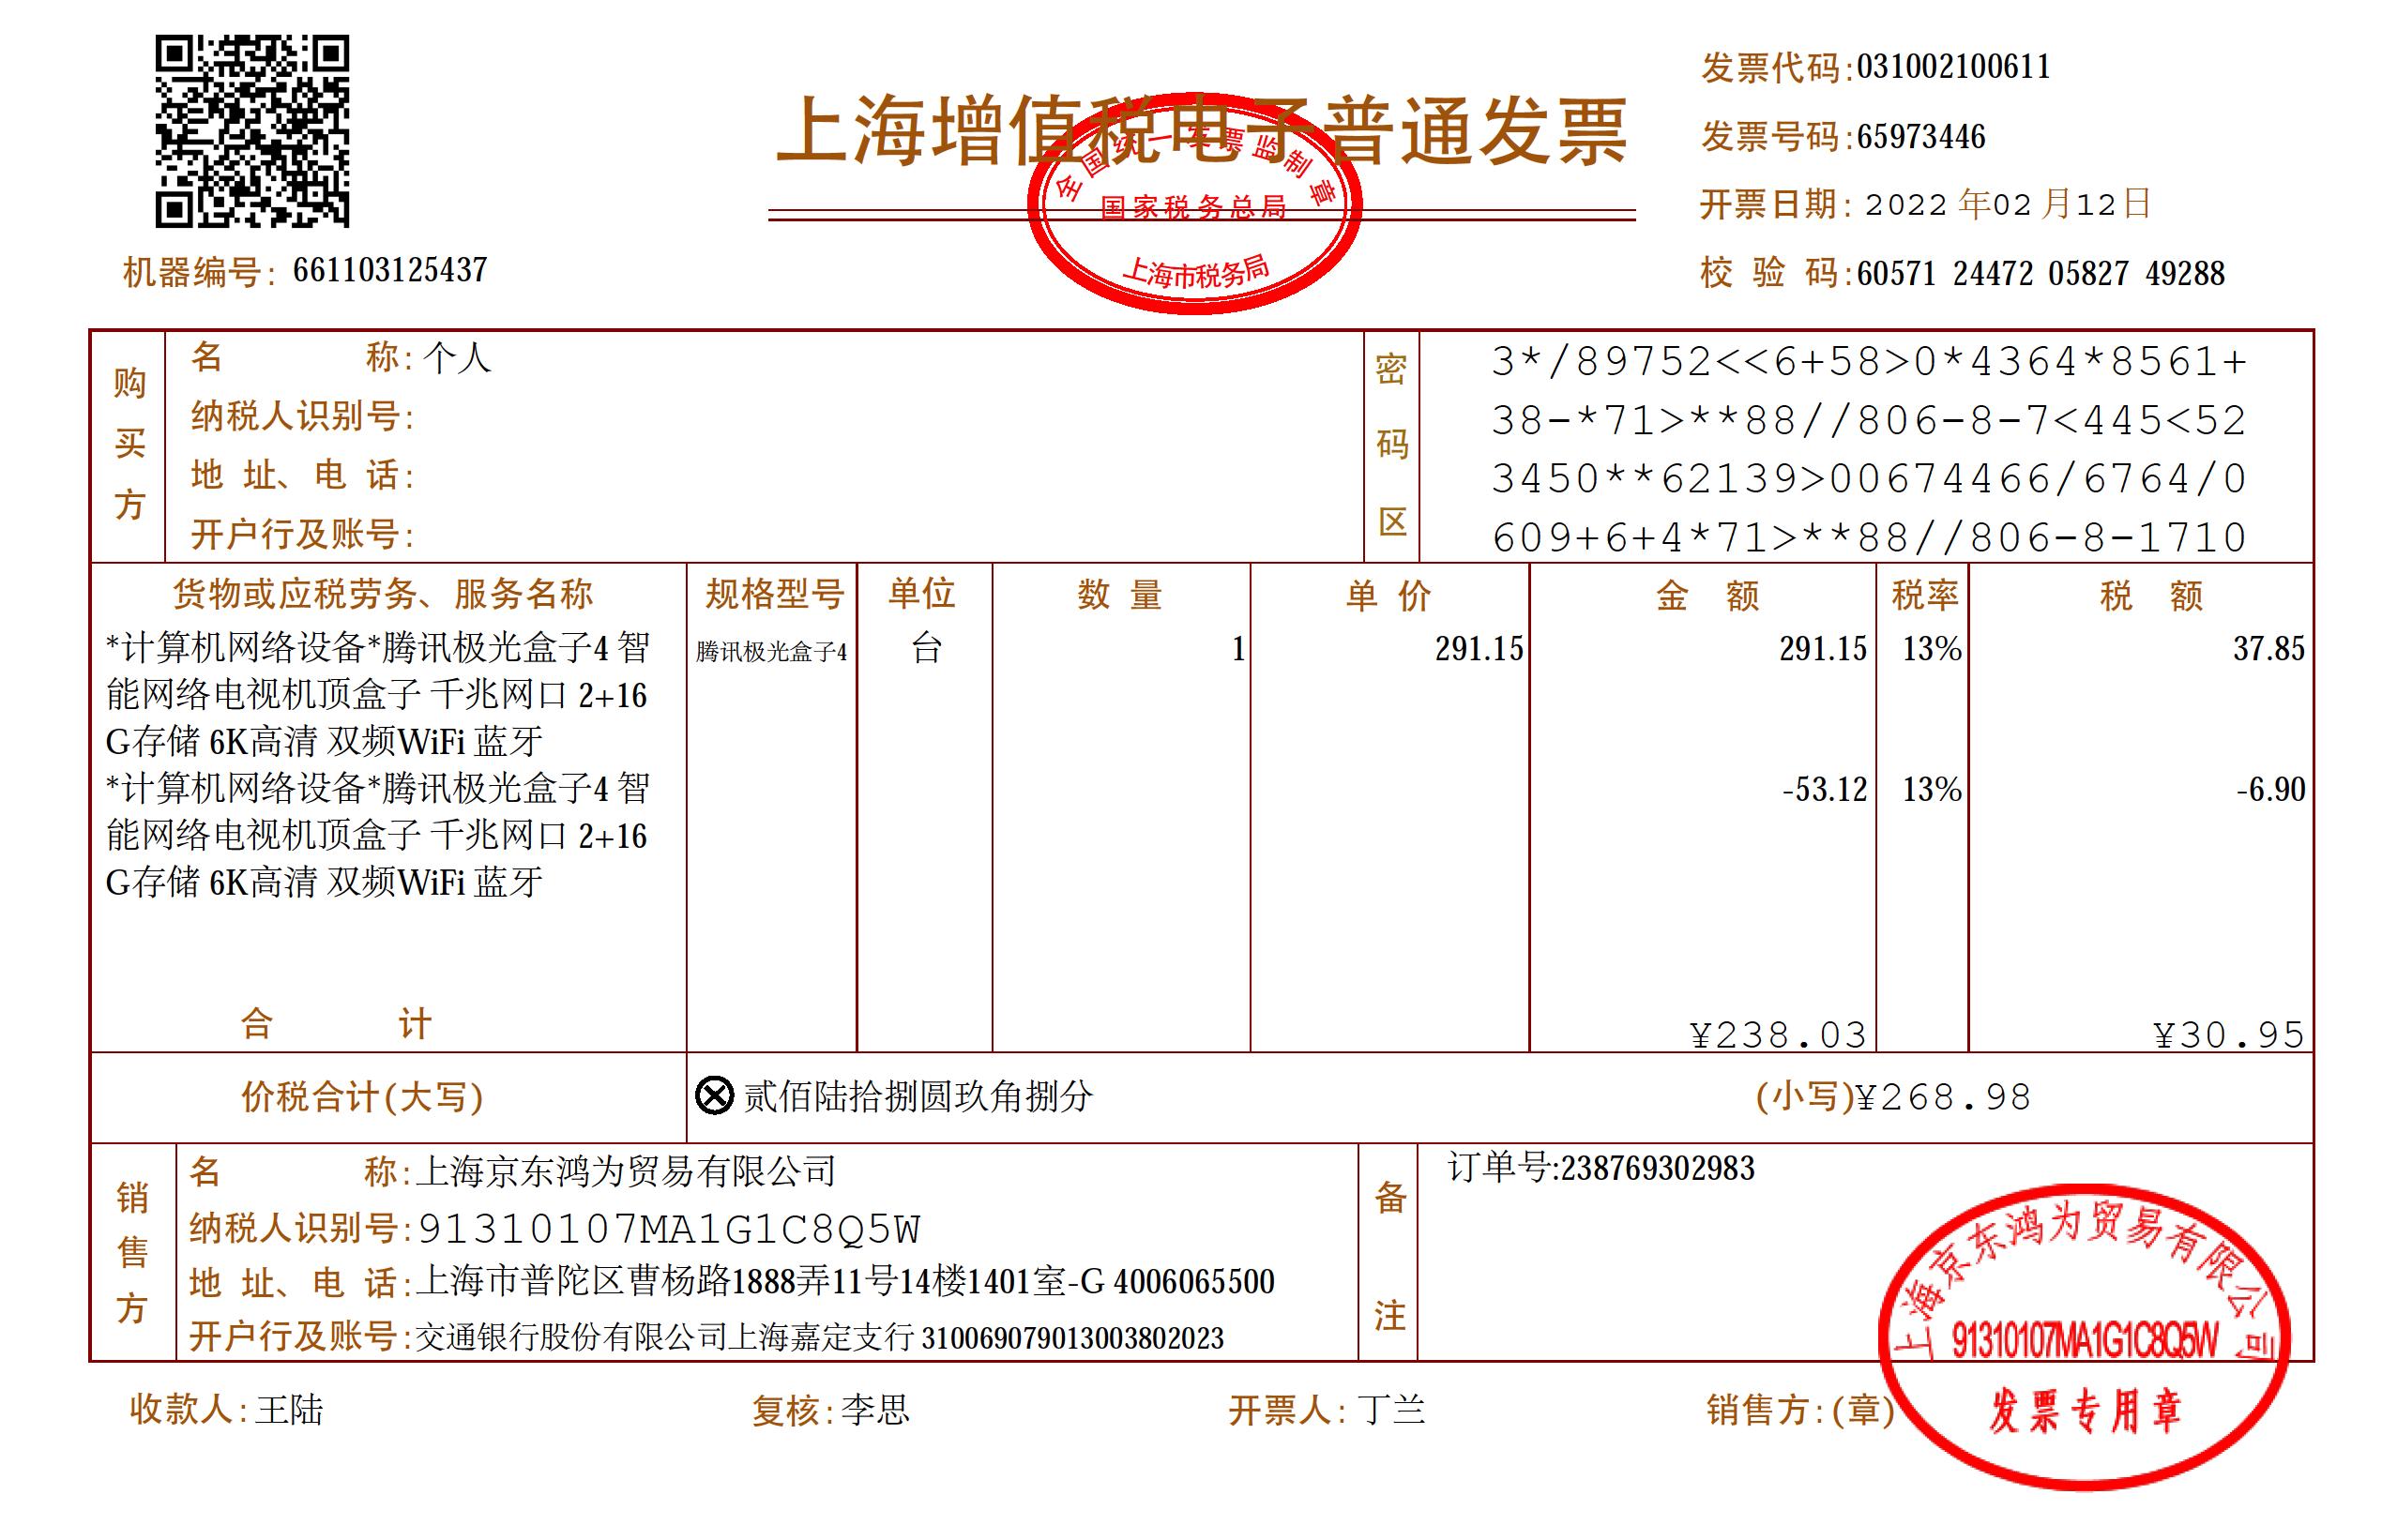 上海增值税电子普通发票
全国统一发票监制章
国家税务总局
上海市税务局
发票代码:031002100611
发票号码:65973446
开票日期: 2022 年02 月12日
校 验 码:60571 24472 05827 49288
机器编号: 661103125437
购买方
名 称: 个人
纳税人识别号:
地 址、电 话:
开户行及账号:
密码区
3*/89752<<6+58>0*4364*8561+
38-*71>**88//806-8-7<445<52
3450**62139>00674466/6764/0
609+6+4*71>**88//806-8-1710
货物或应税劳务、服务名称 规格型号 单位 数 量 单 价 金 额 税率 税 额
*计算机网络设备*腾讯极光盒子4 智 腾讯极光盒子4 台 1 291.15 291.15 13% 37.85
能网络电视机顶盒子 千兆网口 2+16
G存储 6K高清 双频WiFi 蓝牙
*计算机网络设备*腾讯极光盒子4 智 -53.12 13% -6.90
能网络电视机顶盒子 千兆网口 2+16
G存储 6K高清 双频WiFi 蓝牙
合 计 ¥238.03 ¥30.95
价税合计(大写) 贰佰陆拾捌圆玖角捌分 (小写)¥268.98
销售方
名 称:上海京东鸿为贸易有限公司
纳税人识别号:91310107MA1G1C8Q5W
地 址、电 话:上海市普陀区曹杨路1888弄11号14楼1401室-G 4006065500
开户行及账号:交通银行股份有限公司上海嘉定支行 310069079013003802023
备注
订单号:238769302983
上海京东鸿为贸易有限公司
91310107MA1G1C8Q5W
发票专用章
收款人: 王陆 复核: 李思 开票人: 丁兰 销售方:(章)